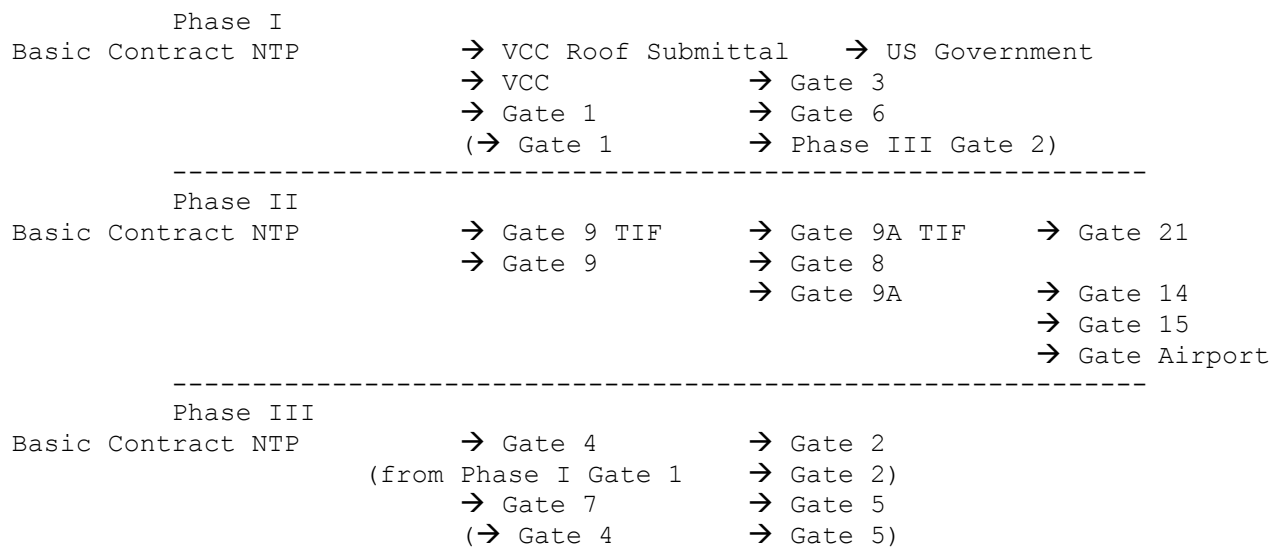 Phase I
Basic Contract NTP → VCC Roof Submittal → US Government
→ VCC → Gate 3
→ Gate 1 → Gate 6
(→ Gate 1 → Phase III Gate 2)
-------------------------------------------------------------
Phase II
Basic Contract NTP → Gate 9 TIF → Gate 9A TIF → Gate 21
→ Gate 9 → Gate 8
→ Gate 9A → Gate 14
→ Gate 15
→ Gate Airport
-------------------------------------------------------------
Phase III
Basic Contract NTP → Gate 4 → Gate 2
(from Phase I Gate 1 → Gate 2)
→ Gate 7 → Gate 5
(→ Gate 4 → Gate 5)